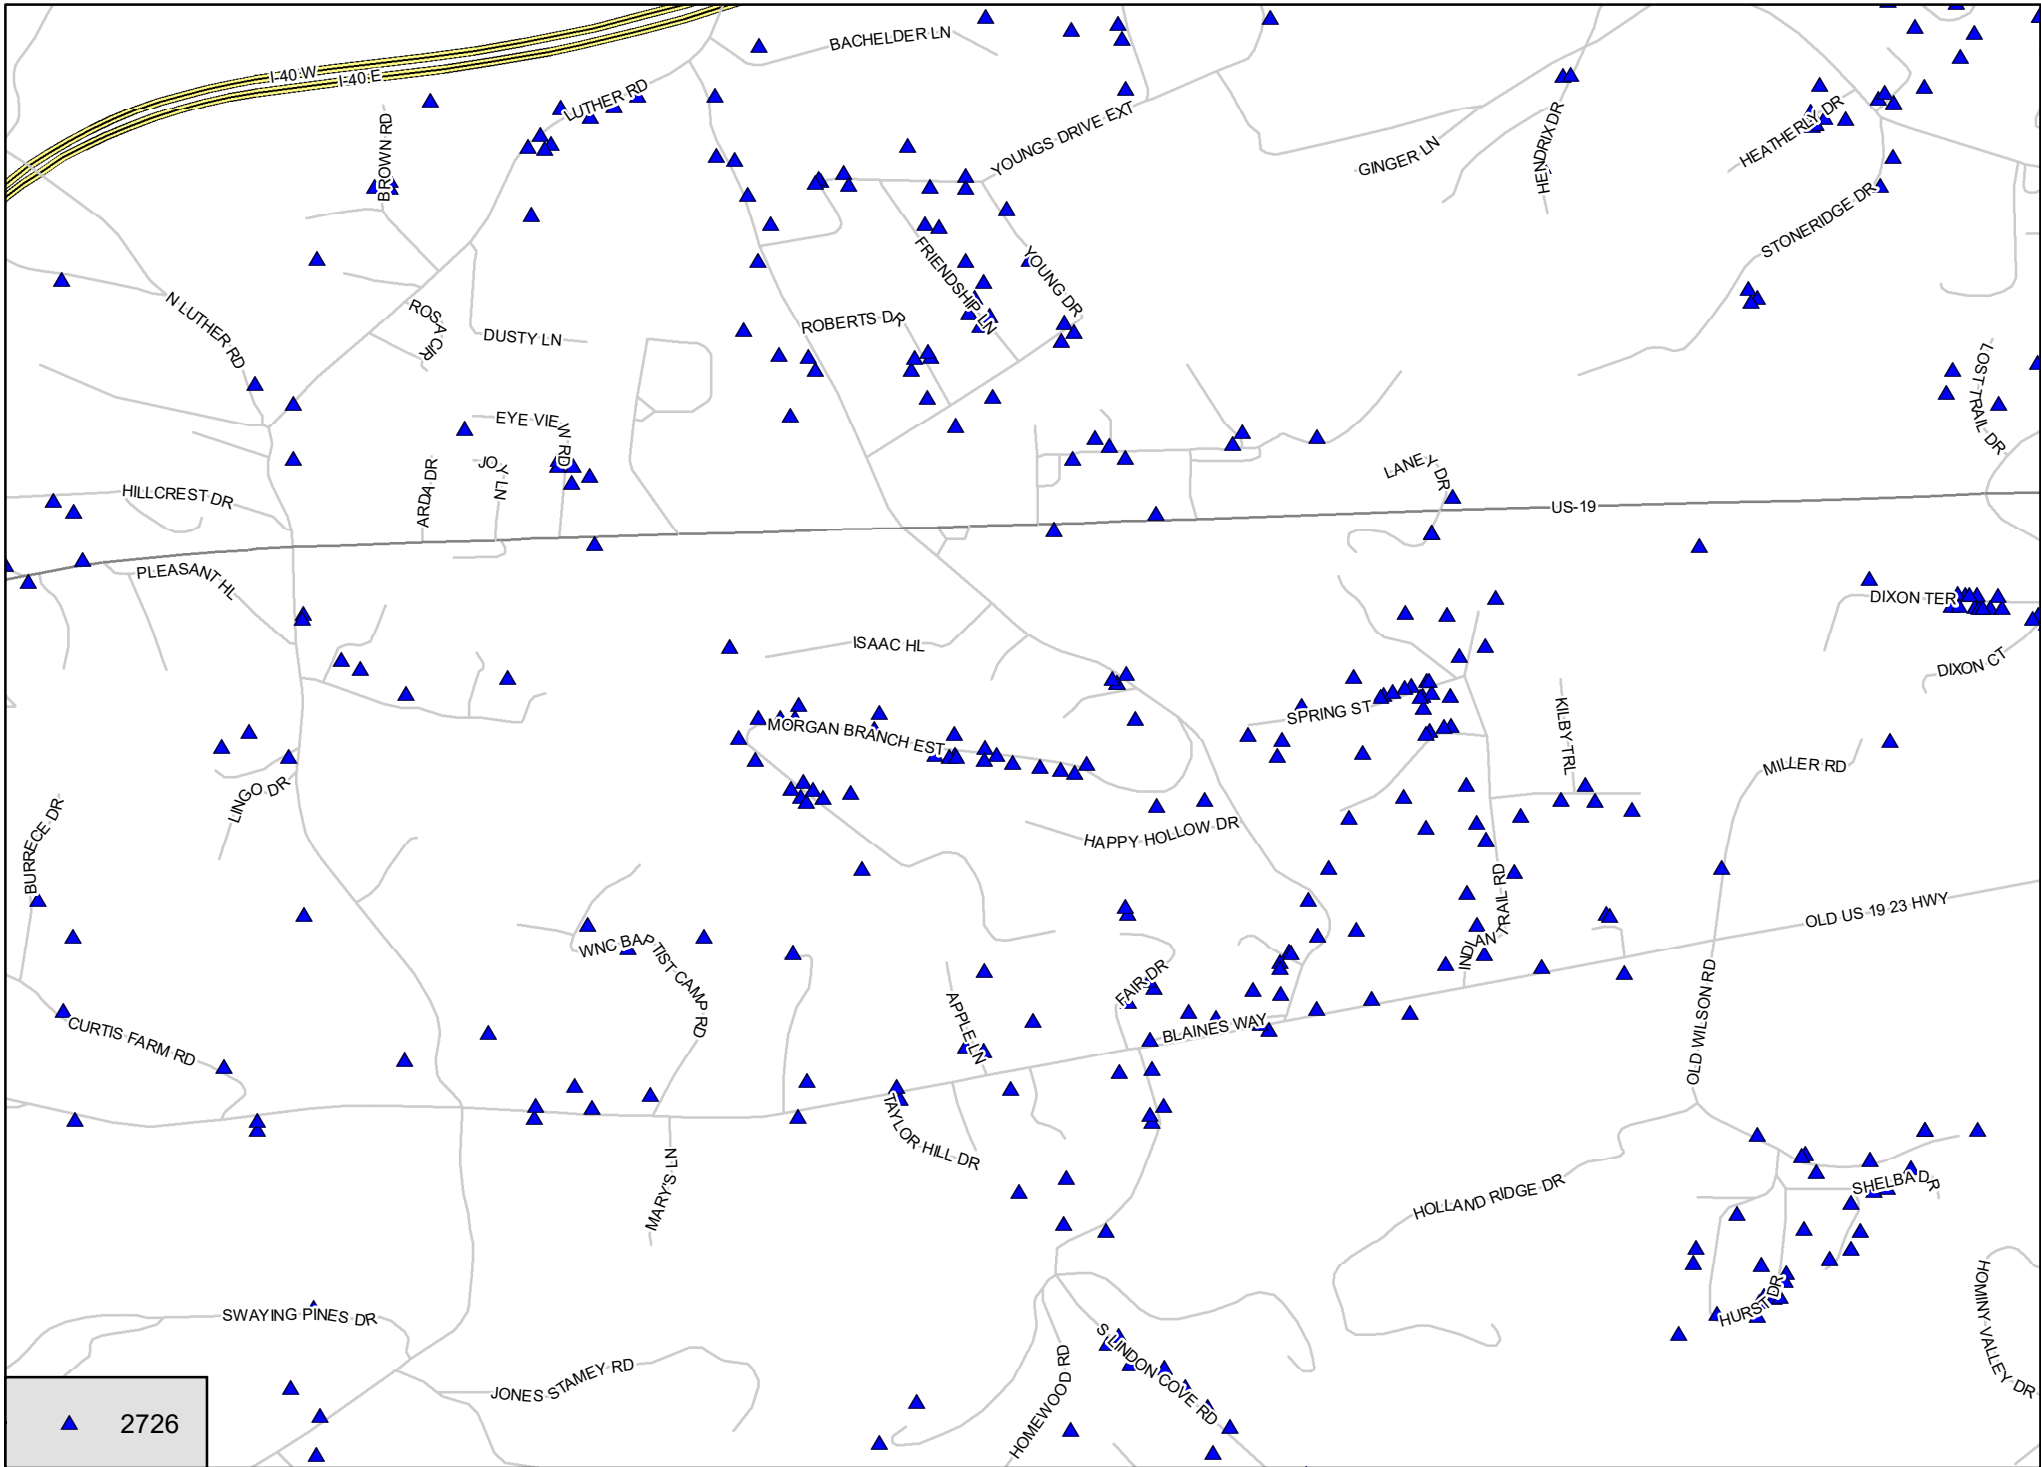 BACHELDER LN
I-40 W
I-40 E
LUTHER RD
BROWN RD
YOUNGS DRIVE EXT
GINGER LN
HENDRIX DR
HEATHERLY DR
STONERIDGE DR
FRIENDSHIP LN
YOUNG DR
N LUTHER RD
ROSA CIR
DUSTY LN
ROBERTS DR
LOST TRAIL DR
EYE VIEW RD
JOY LN
ARDA DR
LANEY DR
HILLCREST DR
US-19
PLEASANT HL
DIXON TER
ISAAC HL
DIXON CT
SPRING ST
KILBY TRL
MORGAN BRANCH EST
MILLER RD
LINGO DR
BURRECE DR
HAPPY HOLLOW DR
INDIAN TRAIL RD
OLD US 19 23 HWY
WNC BAPTIST CAMP RD
FAIR DR
APPLE LN
BLAINES WAY
OLD WILSON RD
CURTIS FARM RD
TAYLOR HILL DR
MARY'S LN
HOLLAND RIDGE DR
SHELBA DR
HURST DR
HOMINY VALLEY DR
SWAYING PINES DR
JONES STAMEY RD
HOMEWOOD RD
S LINDON COVE RD
2726